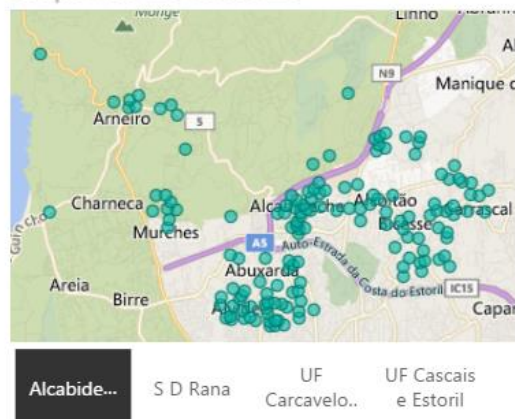 Monge
Linho
N9
Manique d
Arneiro
5
Charneca
Murches
Guincho
A5
Auto-Estrada da Costa do Estoril
Abuxarda
Areia
Birre
IC15
Alcabide...
S D Rana
UF
Carcavelo..
UF Cascais
e Estoril